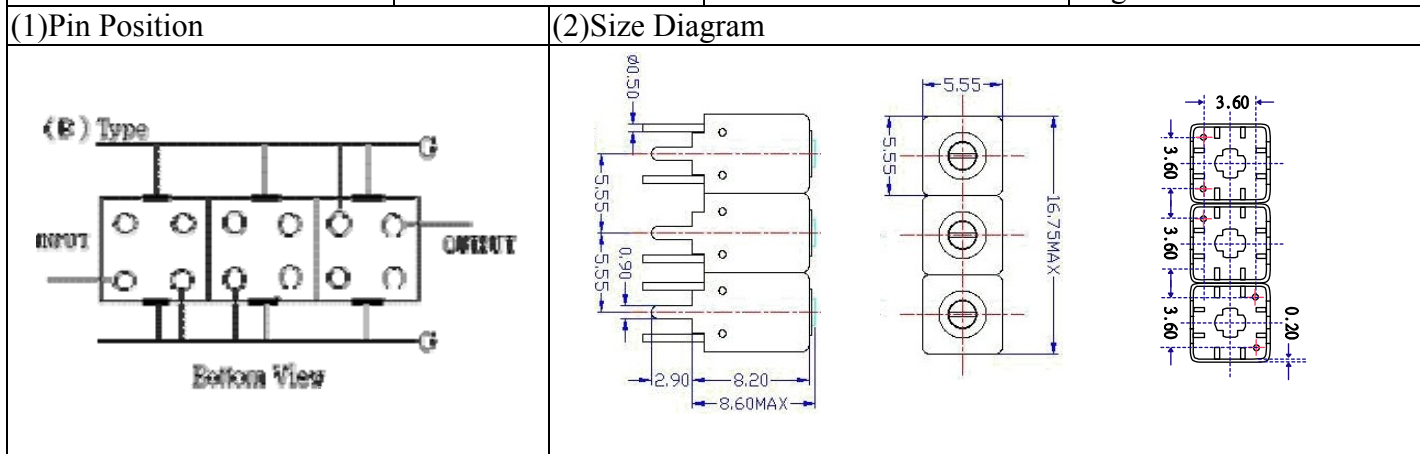 (1)Pin Position
(2)Size Diagram
(B) Type
G
INPUT
OUTPUT
G
Bottom View
Ø0.50
5.55
5.55
0.90
2.90
8.20
8.60MAX
5.55
5.55
16.75MAX
3.60
3.60
3.60
3.60
0.20